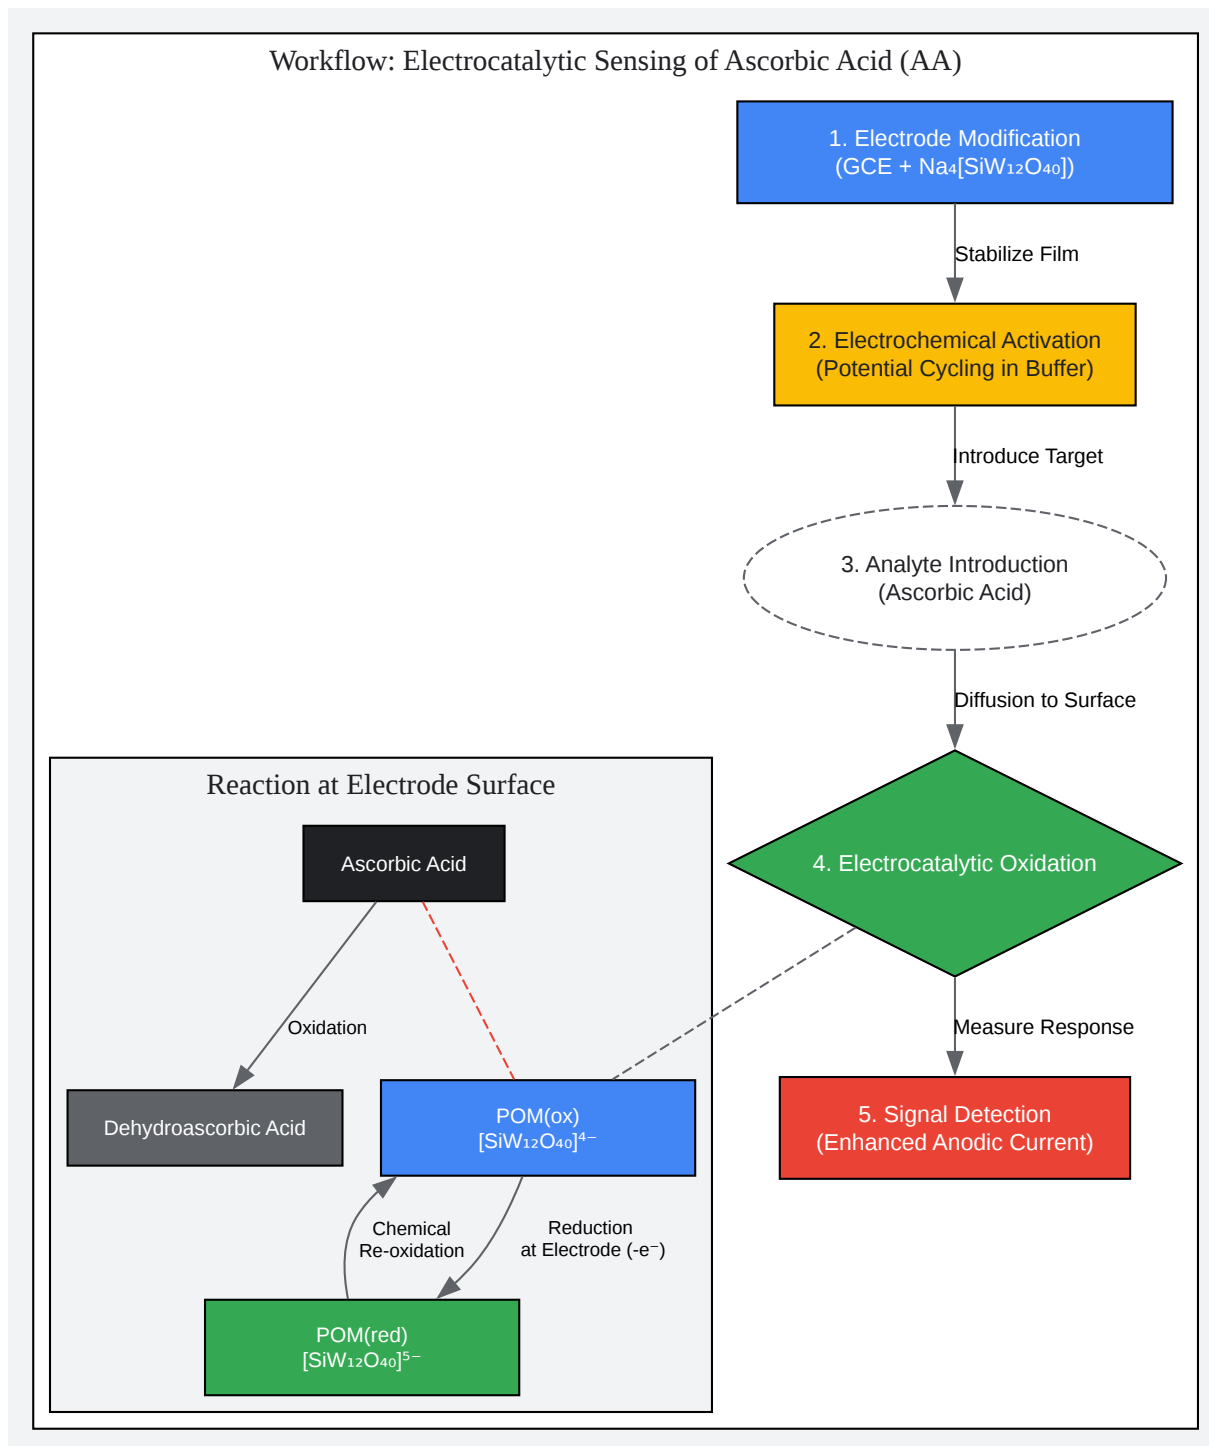 Workflow: Electrocatalytic Sensing of Ascorbic Acid (AA)
1. Electrode Modification
(GCE + Na₄[SiW₁₂O₄₀])
Stabilize Film
2. Electrochemical Activation
(Potential Cycling in Buffer)
Introduce Target
3. Analyte Introduction
(Ascorbic Acid)
Diffusion to Surface
4. Electrocatalytic Oxidation
Measure Response
5. Signal Detection
(Enhanced Anodic Current)
Reaction at Electrode Surface
Ascorbic Acid
Oxidation
Dehydroascorbic Acid
POM(ox)
[SiW₁₂O₄₀]⁴⁻
Chemical
Re-oxidation
Reduction
at Electrode (-e⁻)
POM(red)
[SiW₁₂O₄₀]⁵⁻